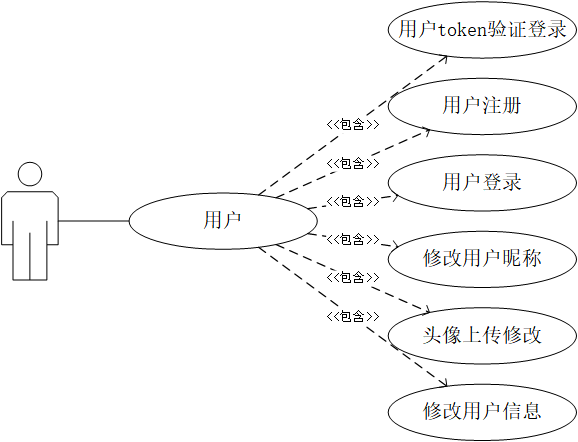 用户token验证登录
<<包含>>
用户注册
<<包含>>
用户登录
<<包含>>
用户
<<包含>>
修改用户昵称
<<包含>>
头像上传修改
<<包含>>
修改用户信息